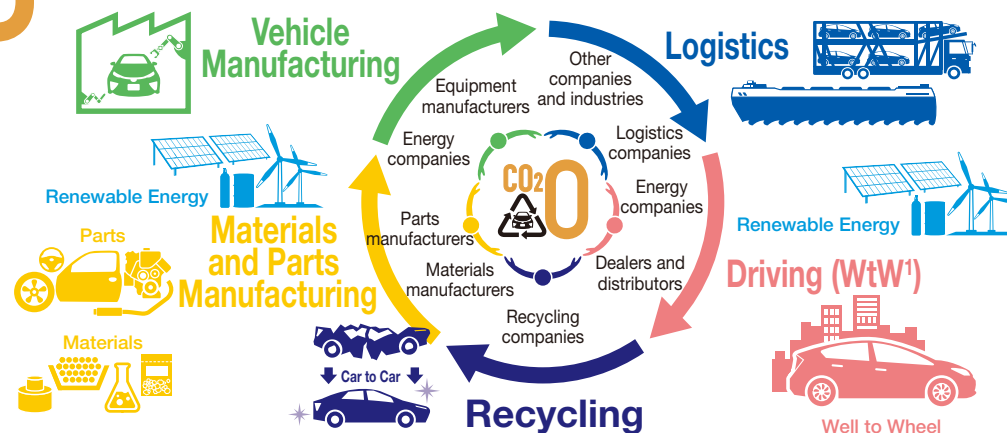 Vehicle
Manufacturing
Logistics
Equipment
manufacturers
Other
companies
and industries
Energy
companies
Logistics
companies
CO2
0
Energy
companies
Renewable Energy
Renewable Energy
Materials
and Parts
Manufacturing
Parts
Parts
manufacturers
Materials
manufacturers
Dealers and
distributors
Driving (WtW¹)
Recycling
companies
Materials
Car to Car
Recycling
Well to Wheel